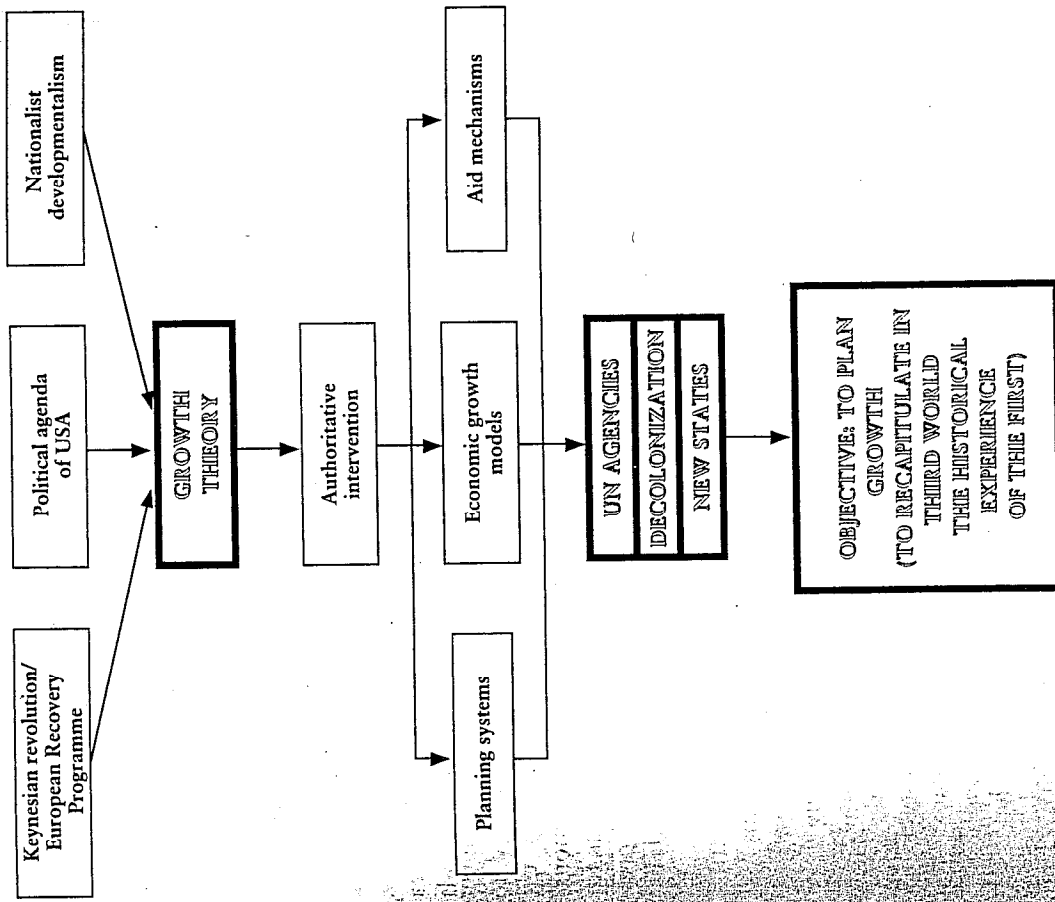 Keynesian revolution/
European Recovery
Programme
Political agenda
of USA
Nationalist
developmentalism
GROWTH
THEORY
Authoritative
intervention
Planning systems
Economic growth
models
Aid mechanisms
UN AGENCIES
DECOLONIZATION
NEW STATES
OBJECTIVE: TO PLAN
GROWTH
(TO RECAPITULATE IN
THIRD WORLD
THE HISTORICAL
EXPERIENCE
OF THE FIRST)